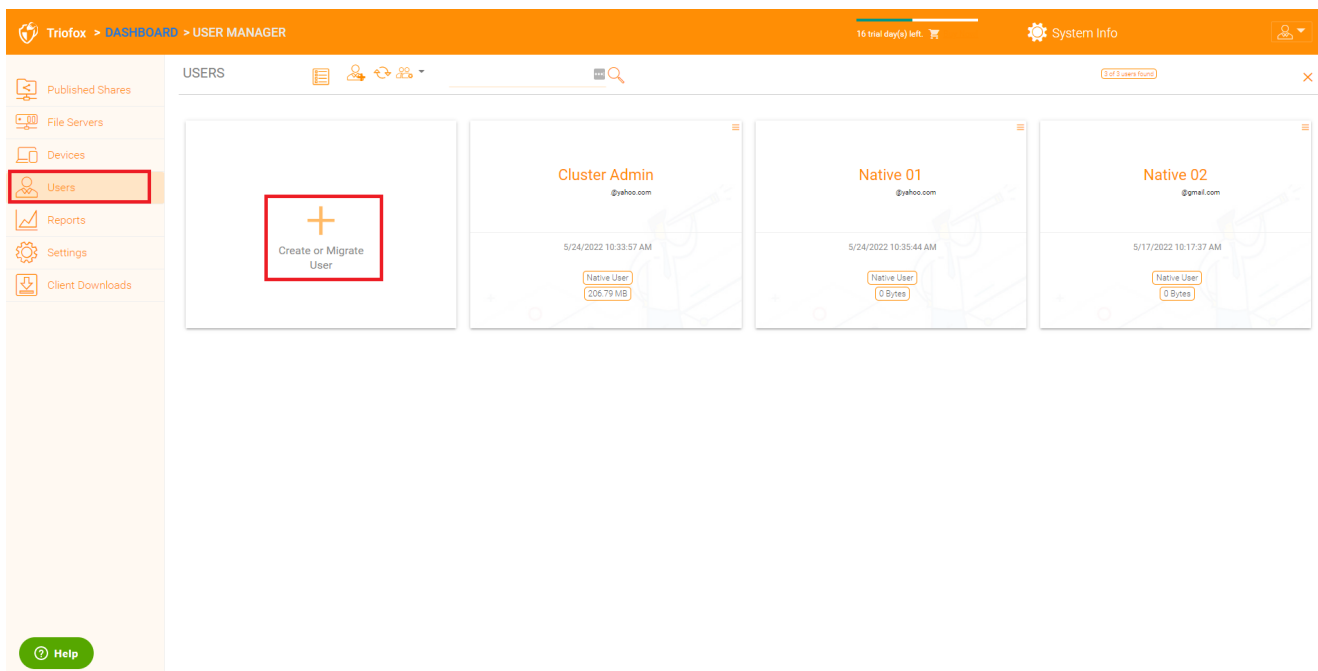 Triofox > DASHBOARD > USER MANAGER
16 trial day(s) left.
System Info
Published Shares
File Servers
Devices
Users
Reports
Settings
Client Downloads
Help
USERS
3 of 3 users found
Create or Migrate
User
Cluster Admin
@yahoo.com
5/24/2022 10:33:57 AM
Native User
206.79 MB
Native 01
@yahoo.com
5/24/2022 10:35:44 AM
Native User
0 Bytes
Native 02
@gmail.com
5/17/2022 10:17:37 AM
Native User
0 Bytes